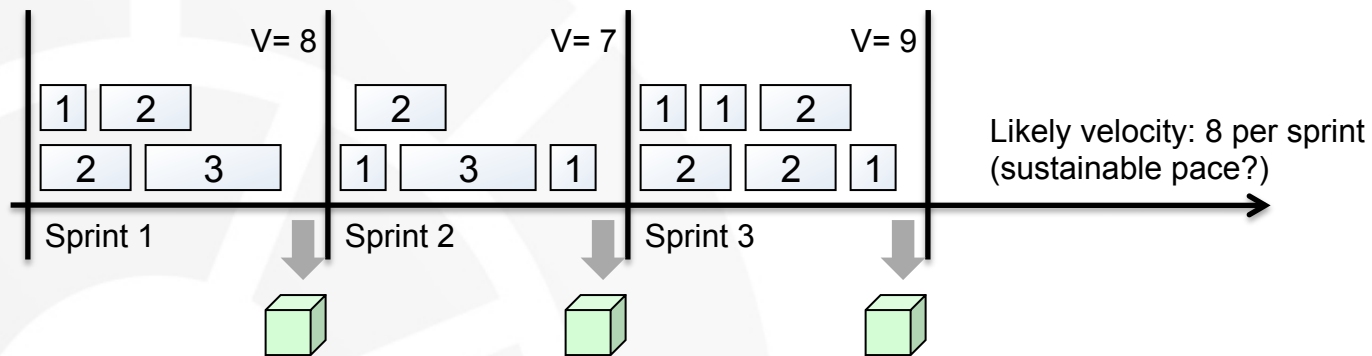 V= 8
V= 7
V= 9
1 2
2
1 1 2
2 3
1 3 1
2 2 1
Likely velocity: 8 per sprint
(sustainable pace?)
Sprint 1
Sprint 2
Sprint 3